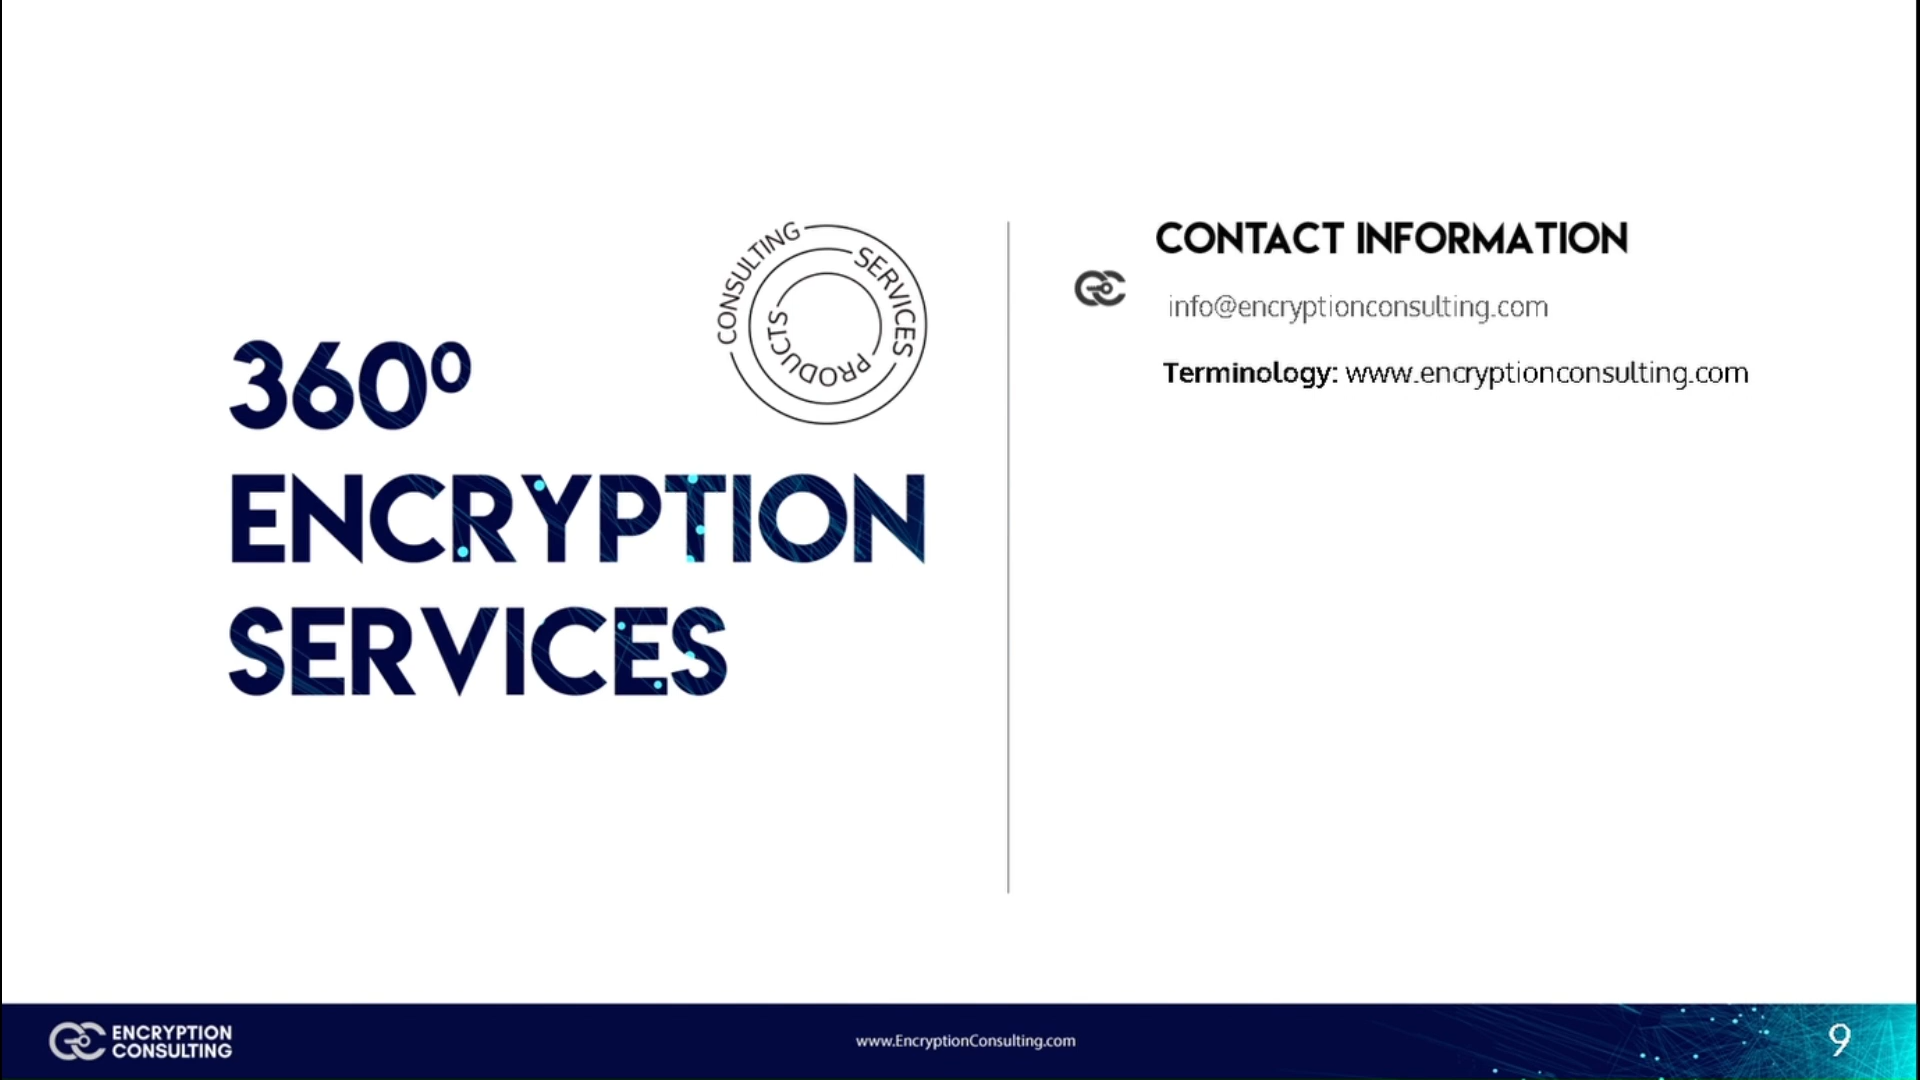 CONSULTING
SERVICES
PRODUCTS
360º
ENCRYPTION
SERVICES
CONTACT INFORMATION
info@encryptionconsulting.com
Terminology: www.encryptionconsulting.com
ENCRYPTION
CONSULTING
www.EncryptionConsulting.com
9